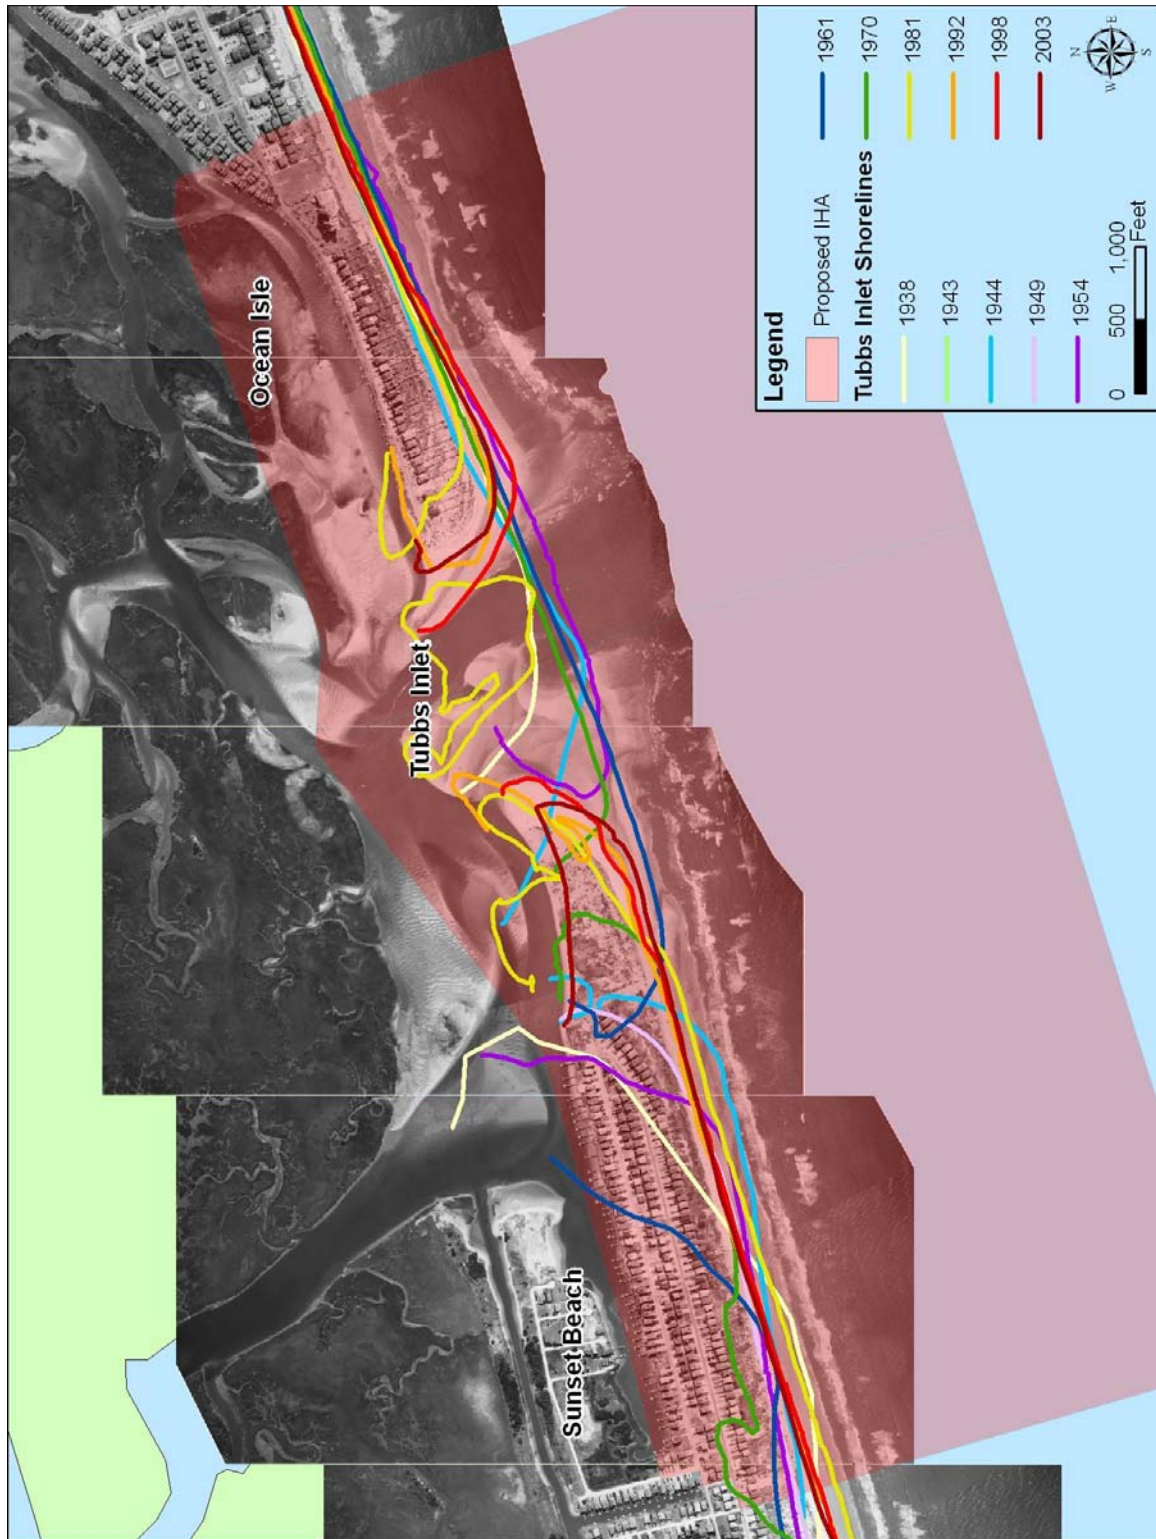 Ocean Isle
Tubbs Inlet
Sunset Beach
Legend
Proposed IHA
Tubbs Inlet Shorelines
1938
1943
1944
1949
1954
1961
1970
1981
1992
1998
2003
0 500 1,000
Feet
N
E
S
W